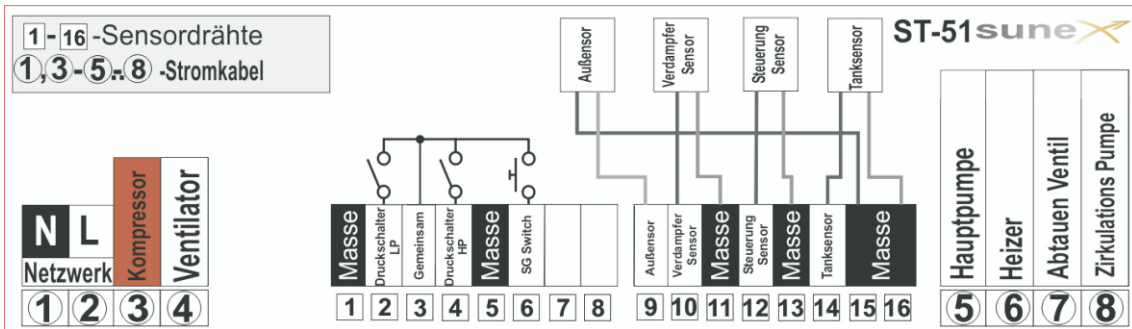 1-16 -Sensordrähte
1,3-5..8 -Stromkabel
ST-51 sunex
Außensor
Verdampfer
Sensor
Steuerung
Sensor
Tanksensor
N
L
Netzwerk
Kompressor
Ventilator
1
2
3
4
Masse
Druckschalter
LP
Gemeinsam
Druckschalter
HP
Masse
SG Switch
1
2
3
4
5
6
7
8
Außensor
Verdampfer
Sensor
Masse
Steuerung
Sensor
Masse
Tanksensor
Masse
9
10
11
12
13
14
15
16
Hauptpumpe
Heizer
Abtauen Ventil
Zirkulations Pumpe
5
6
7
8